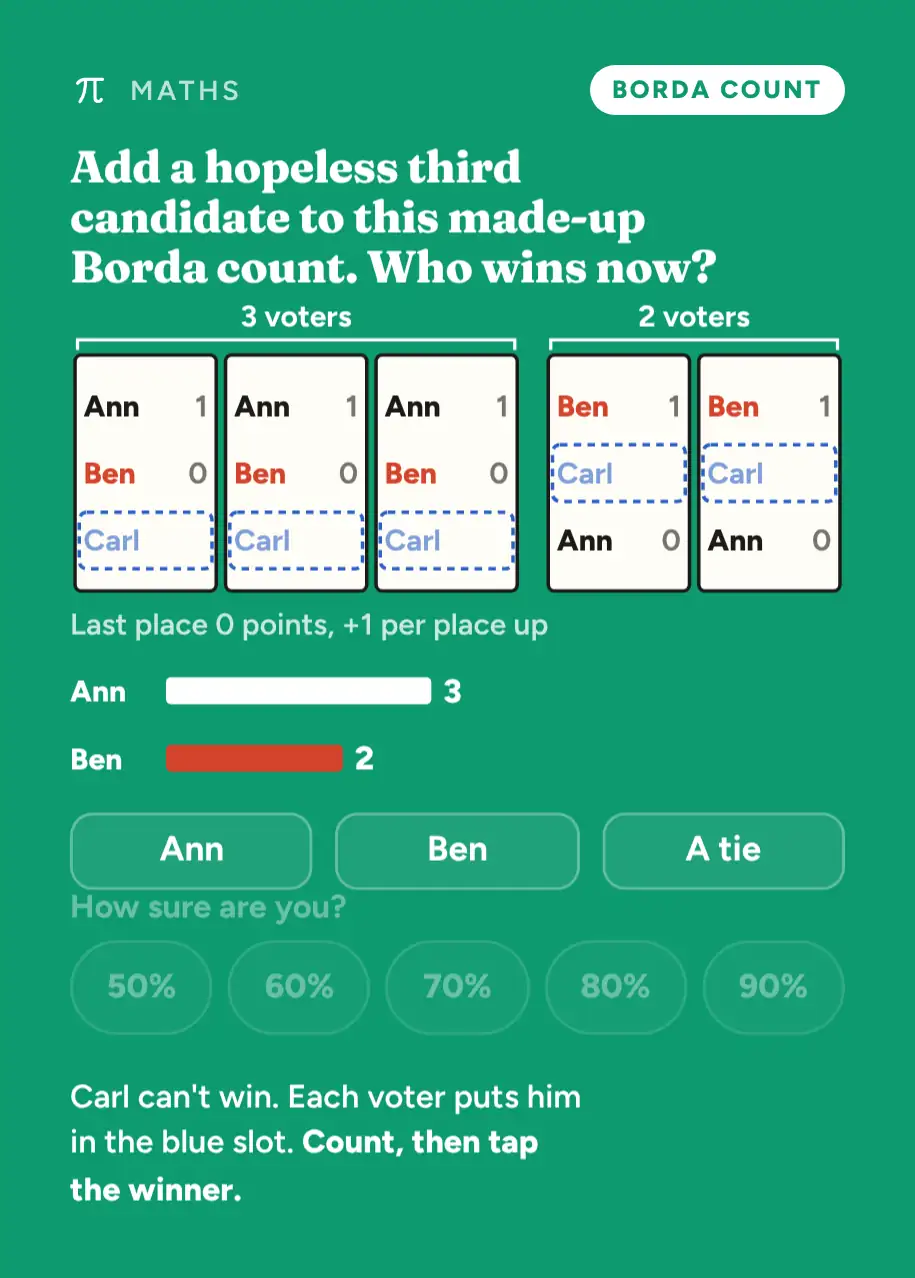 π MATHS
BORDA COUNT
Add a hopeless third
candidate to this made-up
Borda count. Who wins now?
3 voters
2 voters
Ann 1 Ann 1 Ann 1 Ben 1 Ben 1
Ben 0 Ben 0 Ben 0 Carl Carl
Carl Carl Carl Ann 0 Ann 0
Last place 0 points, +1 per place up
Ann 3
Ben 2
Ann Ben A tie
How sure are you?
50% 60% 70% 80% 90%
Carl can't win. Each voter puts him
in the blue slot. Count, then tap
the winner.